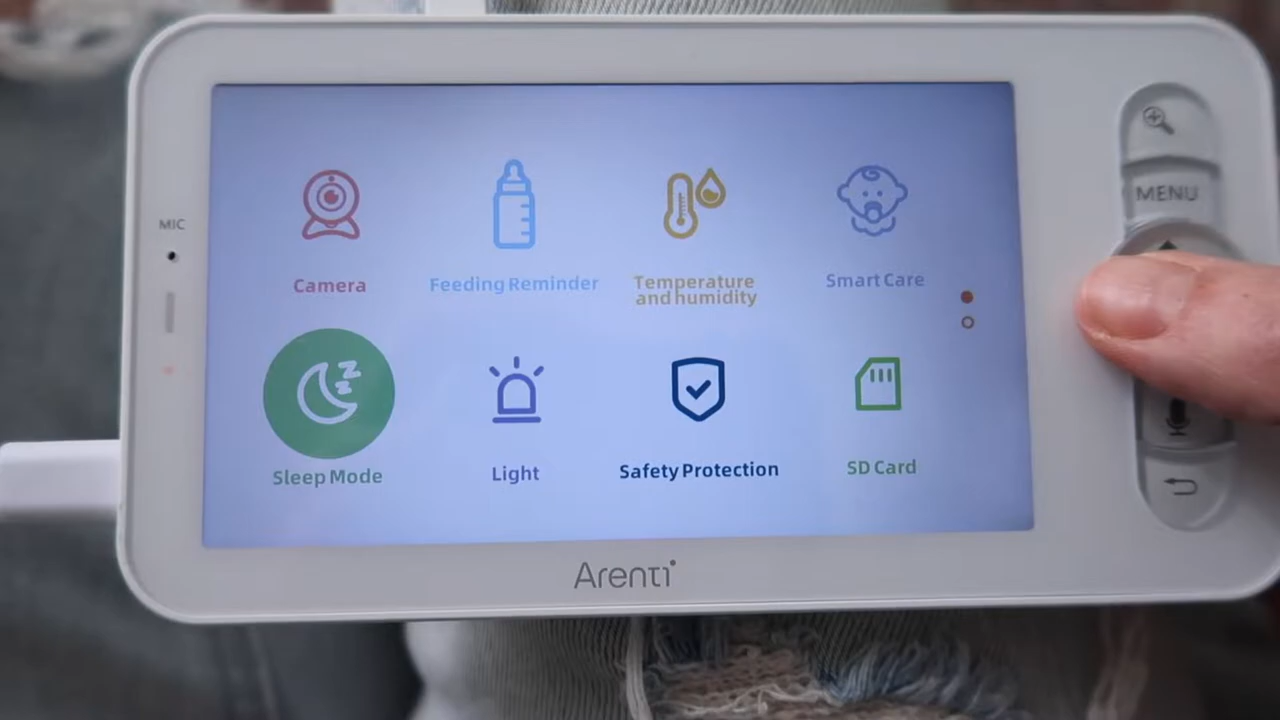 MIC
MENU
Camera
Feeding Reminder
Temperature
and humidity
Smart Care
Sleep Mode
Light
Safety Protection
SD Card
Arenti